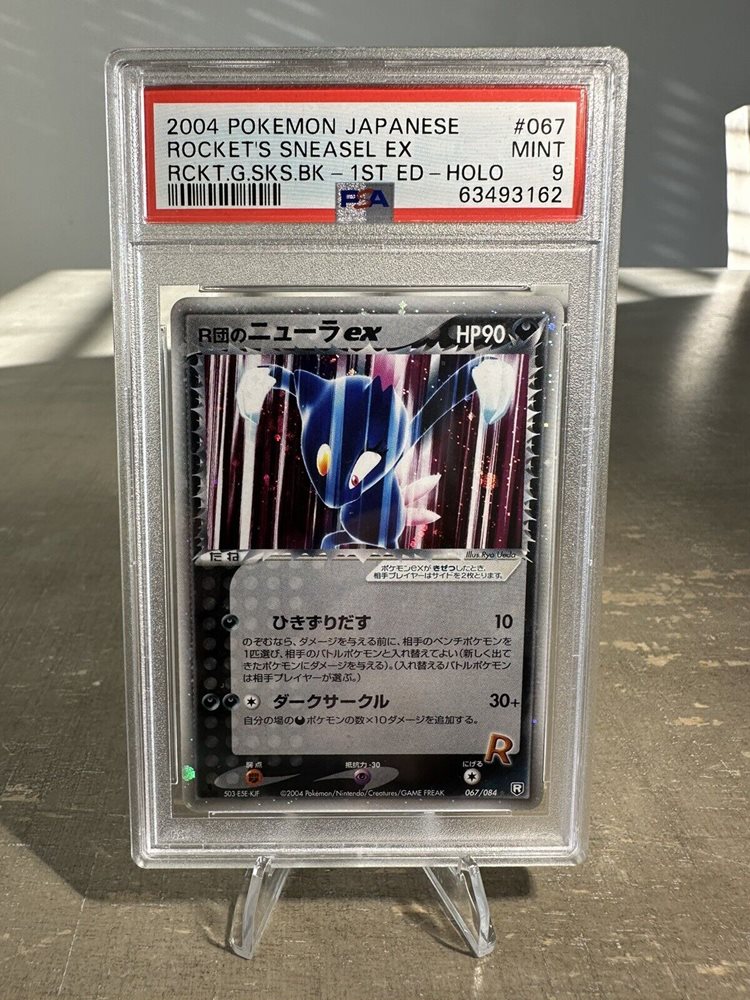 2004 POKEMON JAPANESE #067
ROCKET'S SNEASEL EX MINT
RCKT.G.SKS.BK - 1ST ED - HOLO 9
PSA 63493162
R団のニューラex HP90
たね Illus.Ryo Ueda
ポケモンexが きぜつしたとき、
相手プレイヤーはサイドを2枚とります。
ひきずりだす 10
のぞむなら、ダメージを与える前に、相手のベンチポケモンを
1匹選び、相手のバトルポケモンと入れ替えてよい(新しく出て
きたポケモンにダメージを与える)。(入れ替えるバトルポケモン
は相手プレイヤーが選ぶ。)
ダークサークル 30+
自分の場のポケモンの数×10ダメージを追加する。
R
弱点 抵抗力-30 にげる
503-E5E-KJF ©2004 Pokémon/Nintendo/Creatures/GAME FREAK 067/084 R